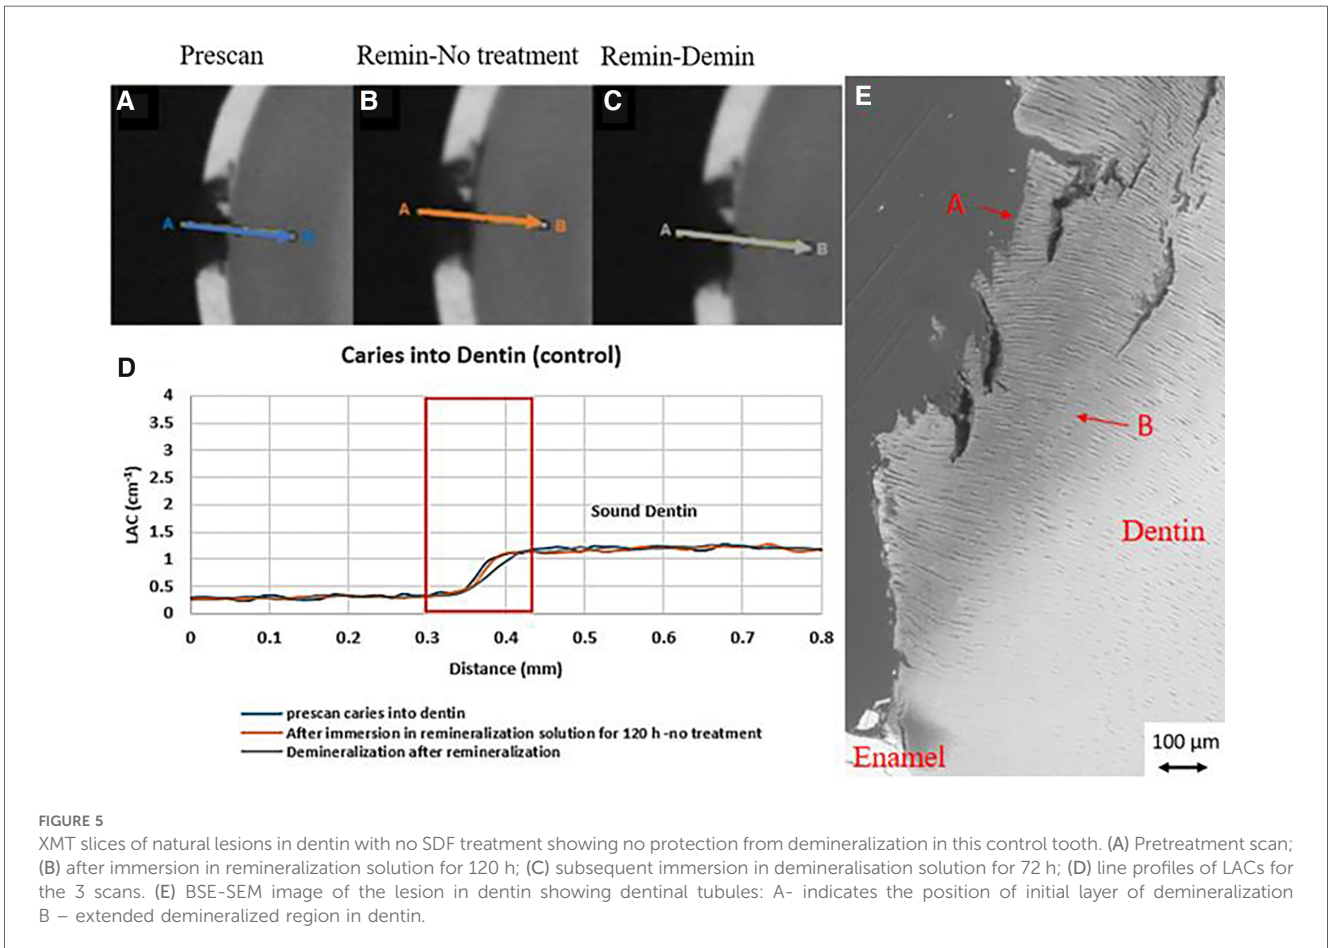 Prescan Remin-No treatment Remin-Demin
A B C E
A B
A B
A B
A
B
Dentin
Enamel
100 µm
D
Caries into Dentin (control)
LAC (cm⁻¹)
4
3.5
3
2.5
2
1.5
1
0.5
0
Sound Dentin
0 0.1 0.2 0.3 0.4 0.5 0.6 0.7 0.8
Distance (mm)
prescan caries into dentin
After immersion in remineralization solution for 120 h -no treatment
Demineralization after remineralization
FIGURE 5
XMT slices of natural lesions in dentin with no SDF treatment showing no protection from demineralization in this control tooth. (A) Pretreatment scan;
(B) after immersion in remineralization solution for 120 h; (C) subsequent immersion in demineralisation solution for 72 h; (D) line profiles of LACs for
the 3 scans. (E) BSE-SEM image of the lesion in dentin showing dentinal tubules: A- indicates the position of initial layer of demineralization
B – extended demineralized region in dentin.